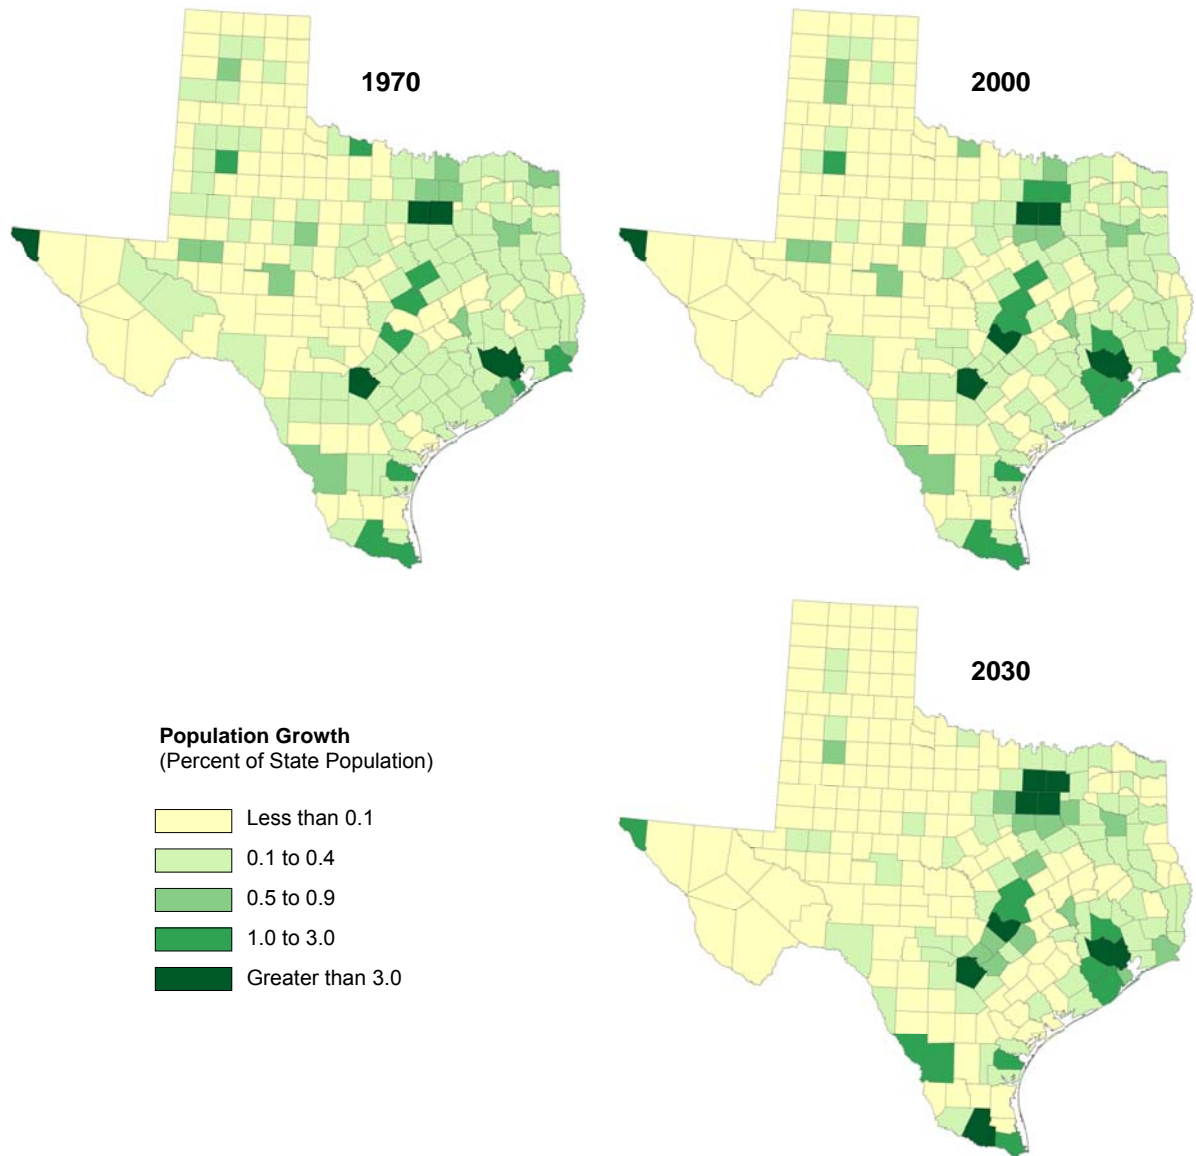 1970
2000
2030
Population Growth
(Percent of State Population)
Less than 0.1
0.1 to 0.4
0.5 to 0.9
1.0 to 3.0
Greater than 3.0